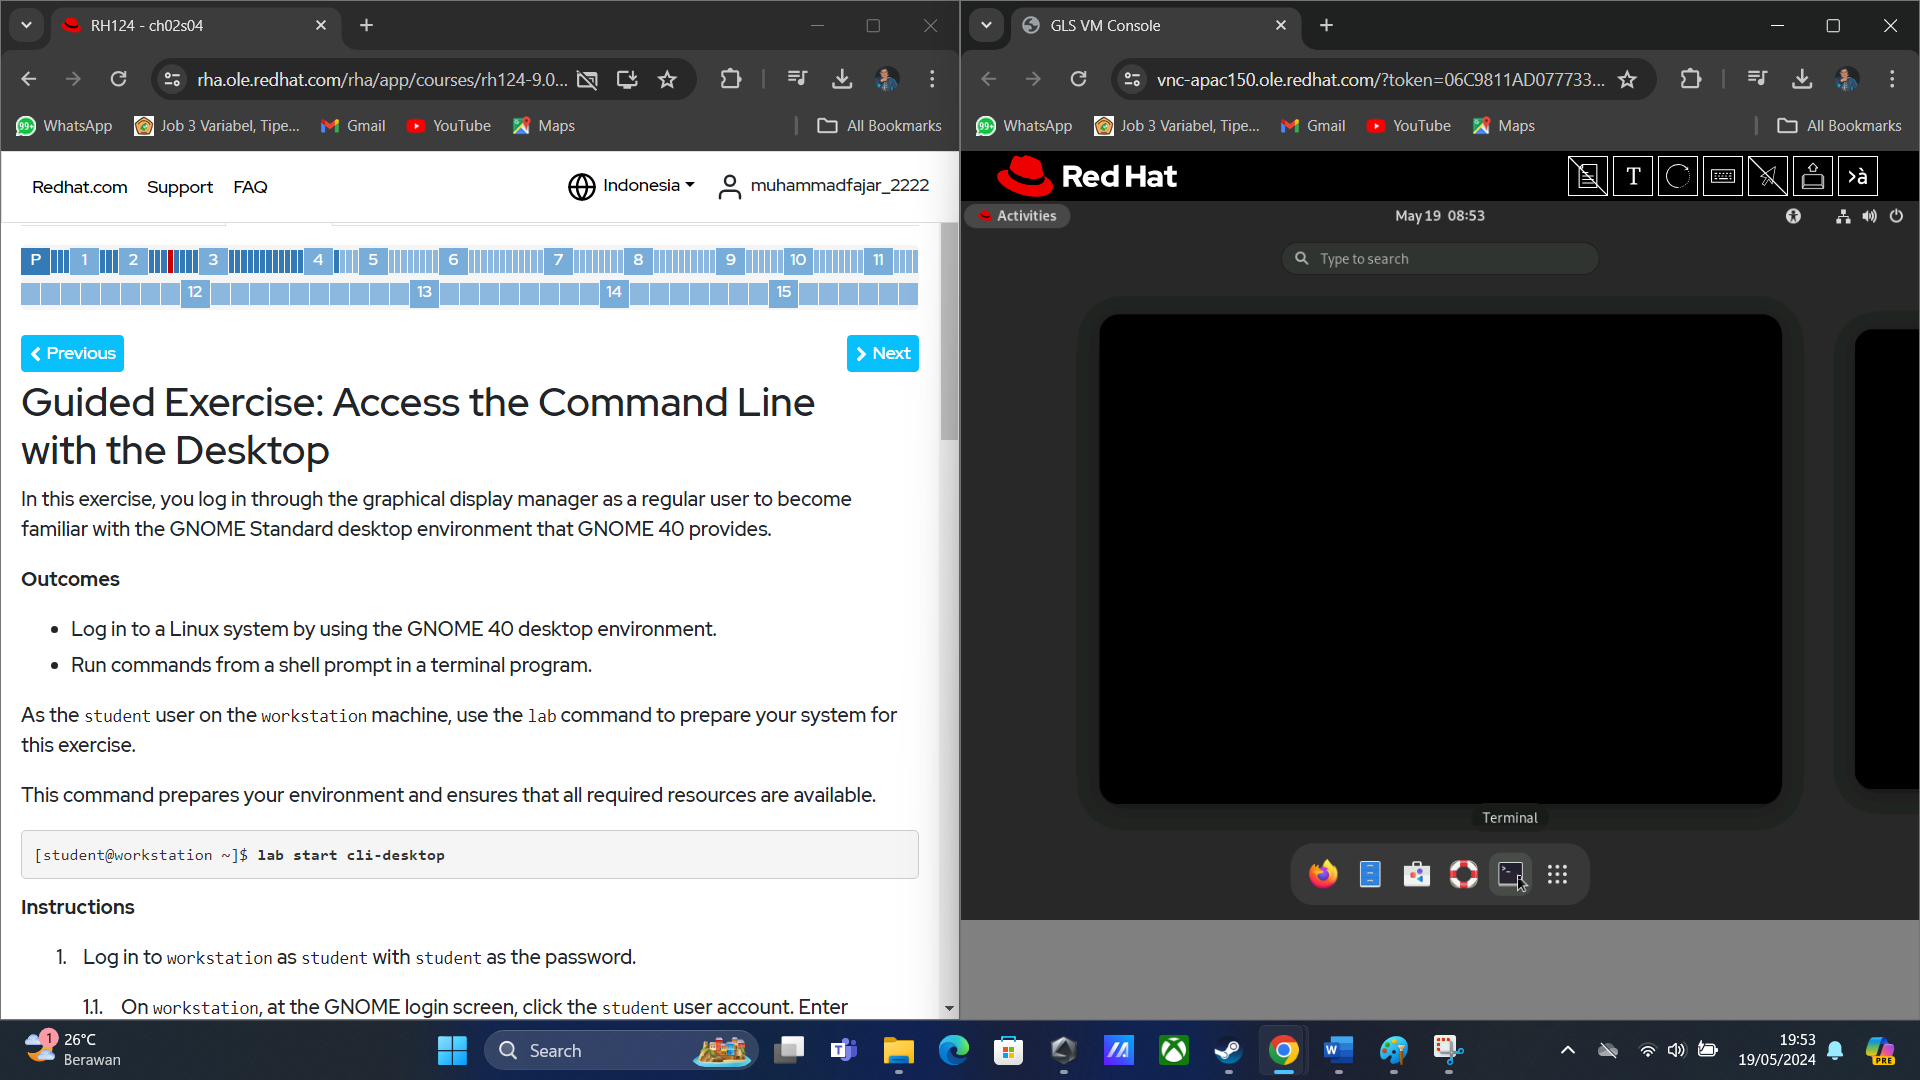 RH124 - ch02s04
rha.ole.redhat.com/rha/app/courses/rh124-9.0...
99+ WhatsApp
Job 3 Variabel, Tipe...
Gmail
YouTube
Maps
All Bookmarks
Redhat.com
Support
FAQ
Indonesia
muhammadfajar_2222
P 1 2 3 4 5 6 7 8 9 10 11
12 13 14 15
Previous
Next
Guided Exercise: Access the Command Line
with the Desktop
In this exercise, you log in through the graphical display manager as a regular user to become
familiar with the GNOME Standard desktop environment that GNOME 40 provides.
Outcomes
• Log in to a Linux system by using the GNOME 40 desktop environment.
• Run commands from a shell prompt in a terminal program.
As the student user on the workstation machine, use the lab command to prepare your system for
this exercise.
This command prepares your environment and ensures that all required resources are available.
[student@workstation ~]$ lab start cli-desktop
Instructions
1. Log in to workstation as student with student as the password.
1.1. On workstation, at the GNOME login screen, click the student user account. Enter
GLS VM Console
vnc-apac150.ole.redhat.com/?token=06C9811AD077733...
99+ WhatsApp
Job 3 Variabel, Tipe...
Gmail
YouTube
Maps
All Bookmarks
Red Hat
T
>à
Activities
May 19 08:53
Type to search
Terminal
1
26°C
Berawan
Search
19:53
19/05/2024
PRE